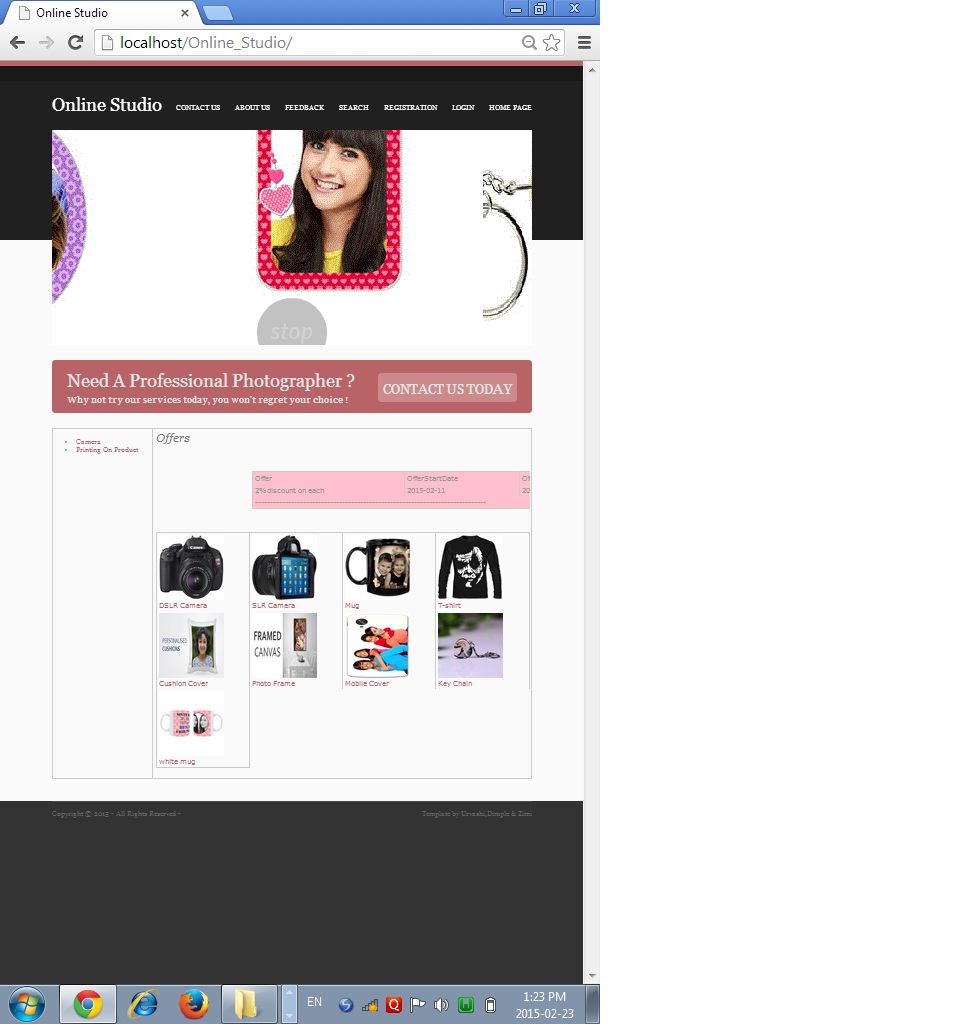 Online Studio
localhost/Online_Studio/
Online Studio CONTACT US ABOUT US FEEDBACK SEARCH REGISTRATION LOGIN HOME PAGE
stop
Need A Professional Photographer ?
Why not try our services today, you won't regret your choice !
CONTACT US TODAY
Camera
Printing On Product
Offers
Offer OfferStartDate Of
2%discount on each 2015-02-11 20
DSLR Camera SLR Camera Mug T-shirt
PERSONALISED
CUSHIONS
FRAMED
CANVAS
Cushion Cover Photo Frame Mobile Cover Key Chain
white mug
Copyright © 2015 - All Rights Reserved -
Template by Urvashi,Dimple & Zimi
EN
1:23 PM
2015-02-23